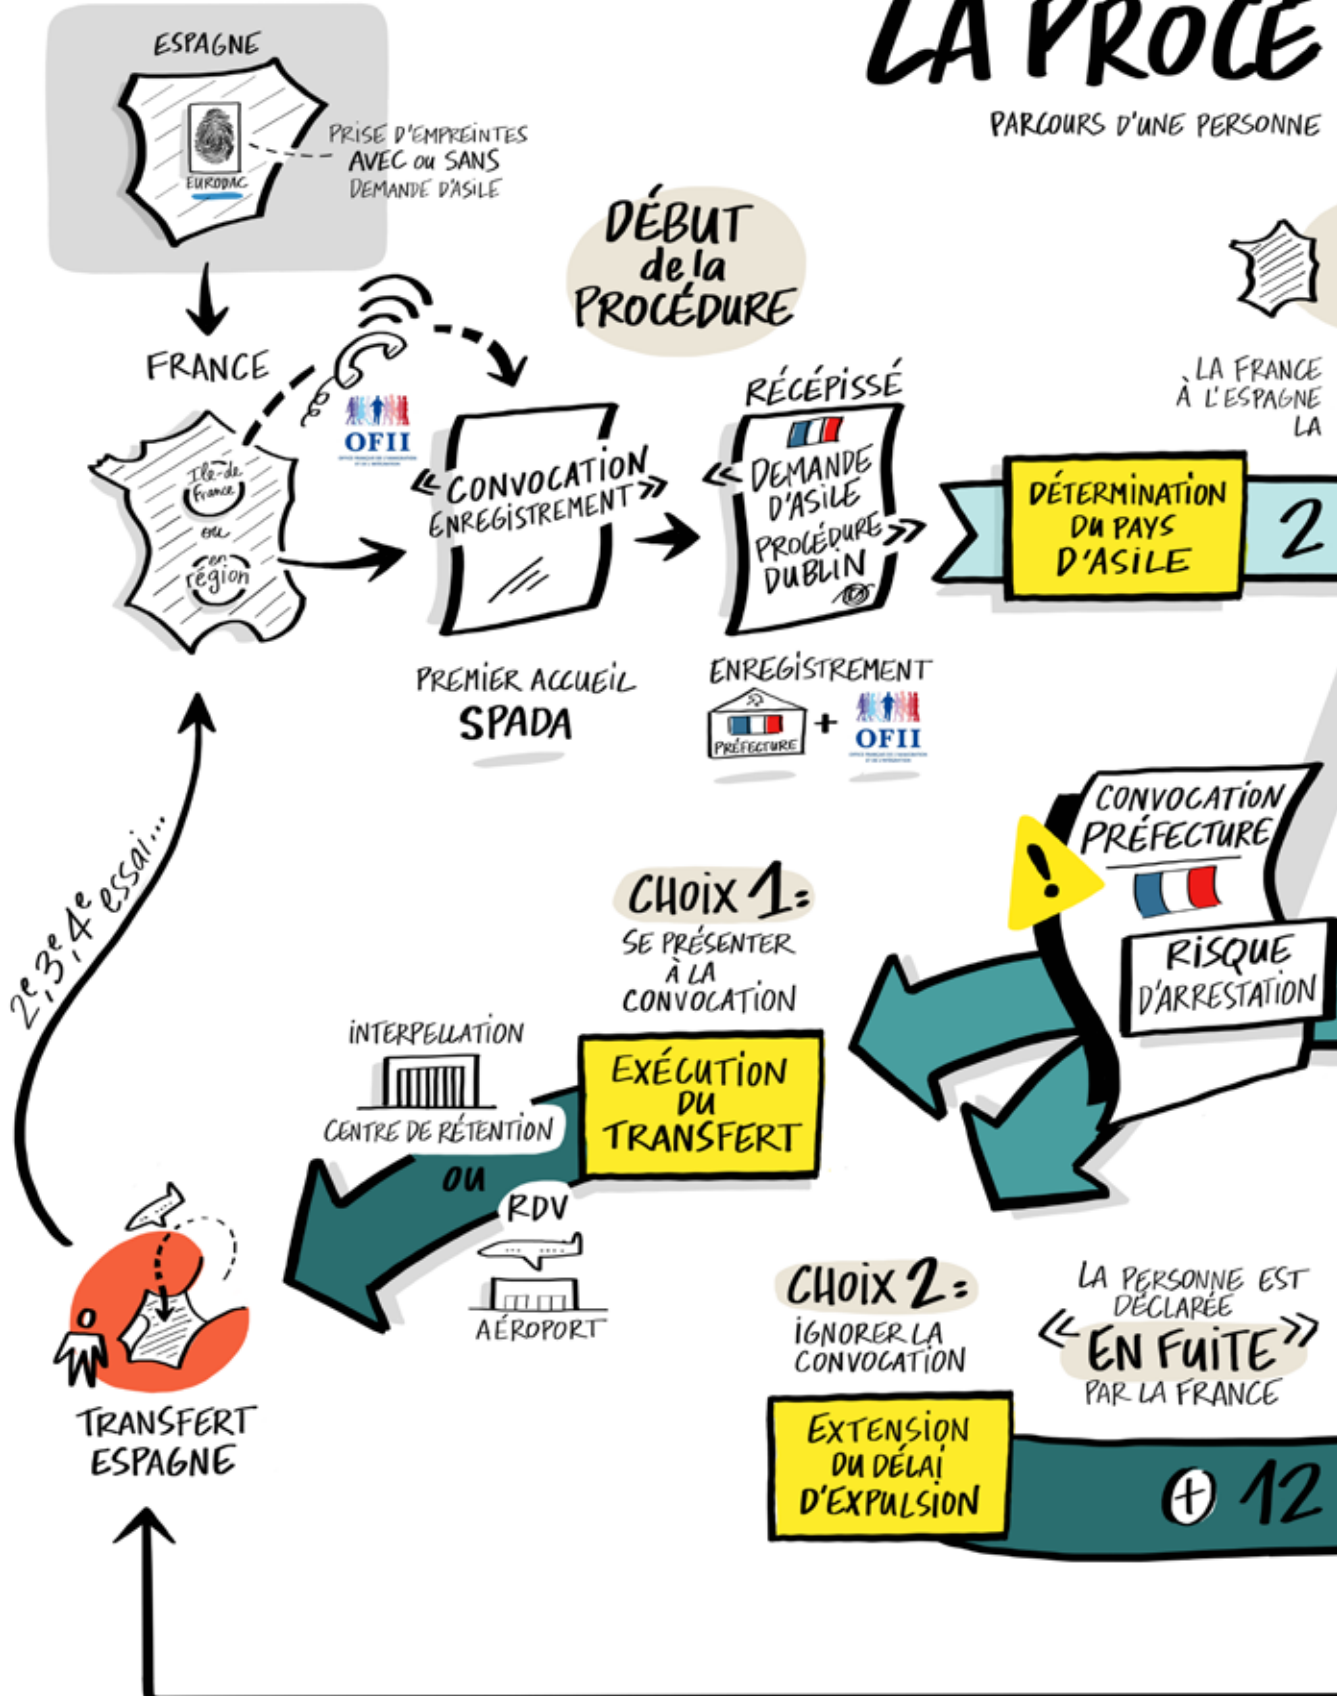 LA PROCÉ
PARCOURS D'UNE PERSONNE
ESPAGNE
EURODAC
PRISE D'EMPREINTES
AVEC ou SANS
DEMANDE D'ASILE
DÉBUT
de la
PROCÉDURE
FRANCE
Ile-de
France
ou
en
région
OFII
« CONVOCATION
ENREGISTREMENT »
PREMIER ACCUEIL
SPADA
RÉCÉPISSÉ
« DEMANDE
D'ASILE
PROCÉDURE »
DUBLIN
ENREGISTREMENT
PRÉFECTURE
+
OFII
LA FRANCE
À L'ESPAGNE
LA
DÉTERMINATION
DU PAYS
D'ASILE
2
CONVOCATION
PRÉFECTURE
!
RISQUE
D'ARRESTATION
CHOIX 1:
SE PRÉSENTER
À LA
CONVOCATION
EXÉCUTION
DU
TRANSFERT
INTERPELLATION
CENTRE DE RÉTENTION
OU
RDV
AÉROPORT
2e, 3e, 4e essai...
TRANSFERT
ESPAGNE
CHOIX 2:
IGNORER LA
CONVOCATION
EXTENSION
DU DÉLAI
D'EXPULSION
LA PERSONNE EST
DÉCLARÉE
« EN FUITE »
PAR LA FRANCE
+ 12